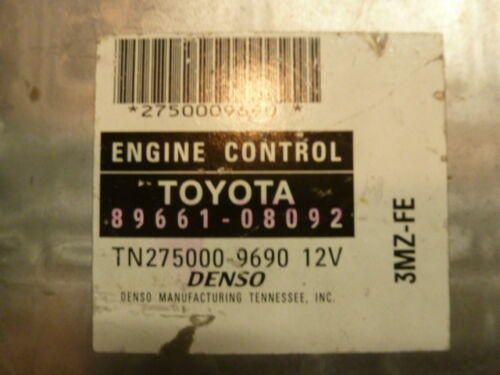 *2750009690*
ENGINE CONTROL
TOYOTA
89661-08092
TN275000-9690 12V
DENSO
DENSO MANUFACTURING TENNESSEE, INC.
3MZ-FE